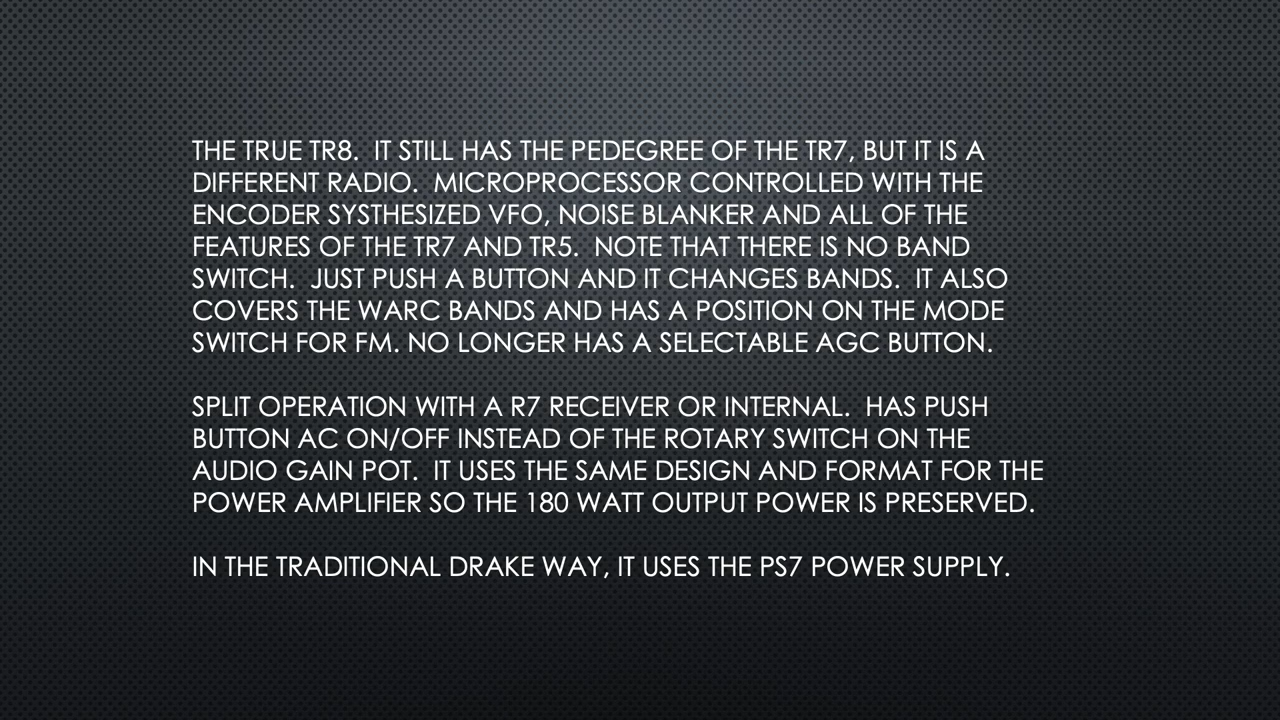 THE TRUE TR8.  IT STILL HAS THE PEDEGREE OF THE TR7, BUT IT IS A
DIFFERENT RADIO.  MICROPROCESSOR CONTROLLED WITH THE
ENCODER SYSTHESIZED VFO, NOISE BLANKER AND ALL OF THE
FEATURES OF THE TR7 AND TR5.  NOTE THAT THERE IS NO BAND
SWITCH.  JUST PUSH A BUTTON AND IT CHANGES BANDS.  IT ALSO
COVERS THE WARC BANDS AND HAS A POSITION ON THE MODE
SWITCH FOR FM. NO LONGER HAS A SELECTABLE AGC BUTTON.

SPLIT OPERATION WITH A R7 RECEIVER OR INTERNAL.  HAS PUSH
BUTTON AC ON/OFF INSTEAD OF THE ROTARY SWITCH ON THE
AUDIO GAIN POT.  IT USES THE SAME DESIGN AND FORMAT FOR THE
POWER AMPLIFIER SO THE 180 WATT OUTPUT POWER IS PRESERVED.

IN THE TRADITIONAL DRAKE WAY, IT USES THE PS7 POWER SUPPLY.